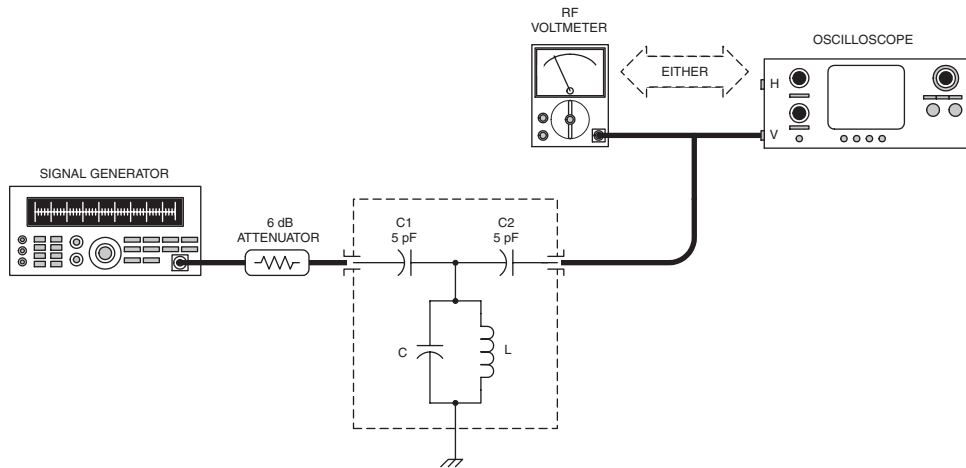 RF
VOLTMETER
OSCILLOSCOPE
EITHER
H
V
SIGNAL GENERATOR
6 dB
ATTENUATOR
C1
5 pF
C2
5 pF
C
L